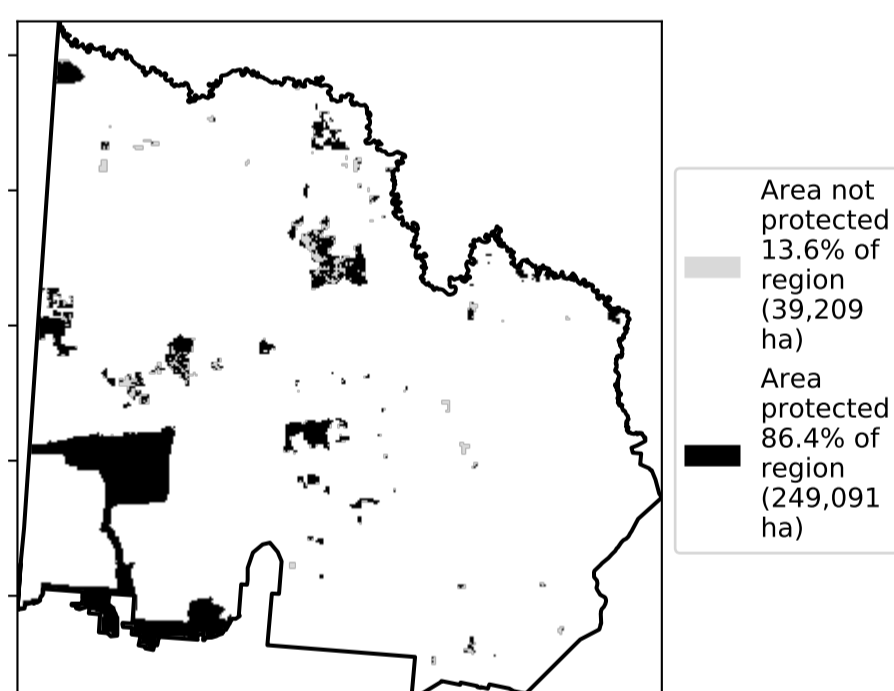 Area not
protected
13.6% of
region
(39,209
ha)
Area
protected
86.4% of
region
(249,091
ha)